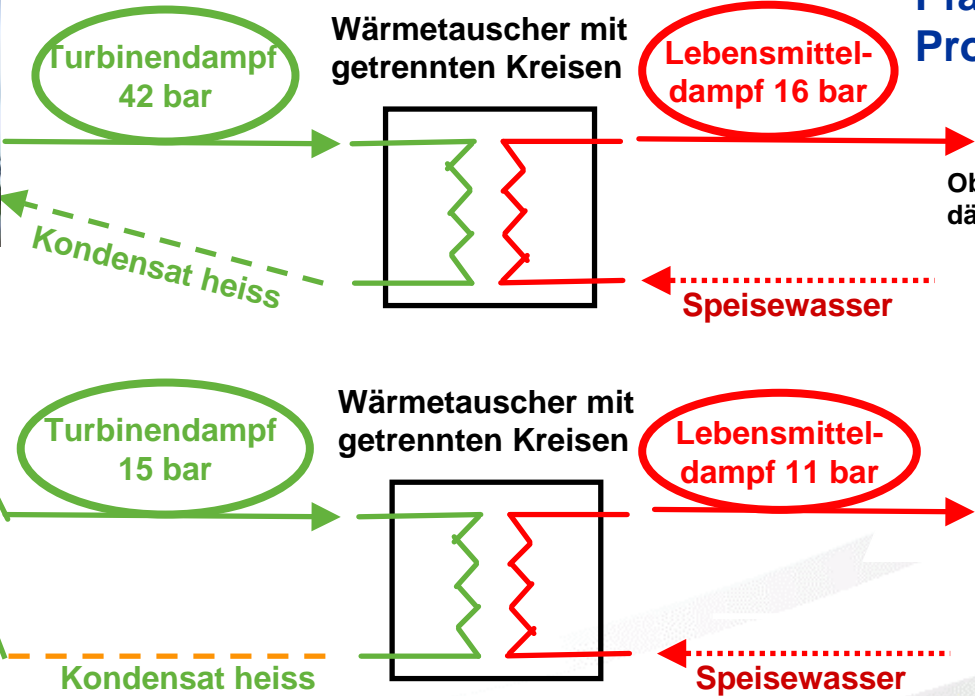 Turbinendampf
42 bar
Wärmetauscher mit
getrennten Kreisen
Lebensmittel-
dampf 16 bar
Kondensat heiss
Speisewasser
Turbinendampf
15 bar
Wärmetauscher mit
getrennten Kreisen
Lebensmittel-
dampf 11 bar
Kondensat heiss
Speisewasser